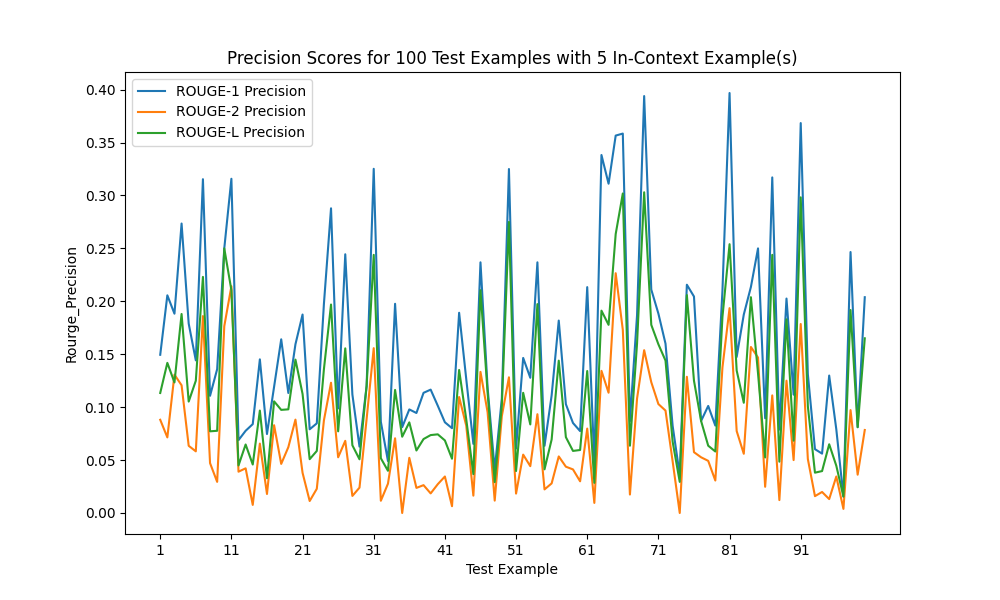 Precision Scores for 100 Test Examples with 5 In-Context Example(s)
ROUGE-1 Precision
ROUGE-2 Precision
ROUGE-L Precision
Rourge_Precision
0.40
0.35
0.30
0.25
0.20
0.15
0.10
0.05
0.00
1 11 21 31 41 51 61 71 81 91
Test Example